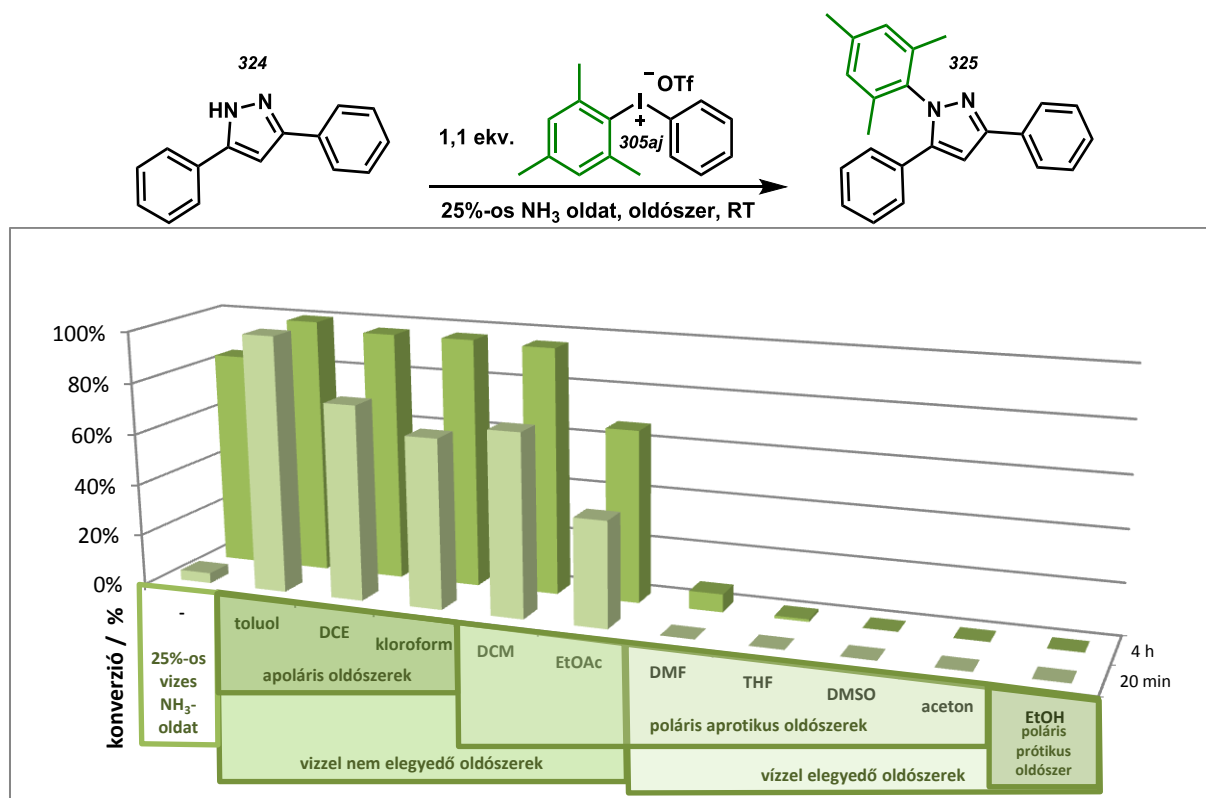 324
HN
N
1,1 ekv.
−OTf
I
+
305aj
25%-os NH3 oldat, oldószer, RT
325
N
N
100%
80%
60%
40%
20%
0%
konverzió / %
-
25%-os
vizes
NH3-
oldat
toluol
DCE
kloroform
apoláris oldószerek
DCM
EtOAc
vizzel nem elegyedő oldószerek
DMF
THF
DMSO
aceton
poláris aprotikus oldószerek
vízzel elegyedő oldószerek
EtOH
poláris
prótikus
oldószer
4 h
20 min